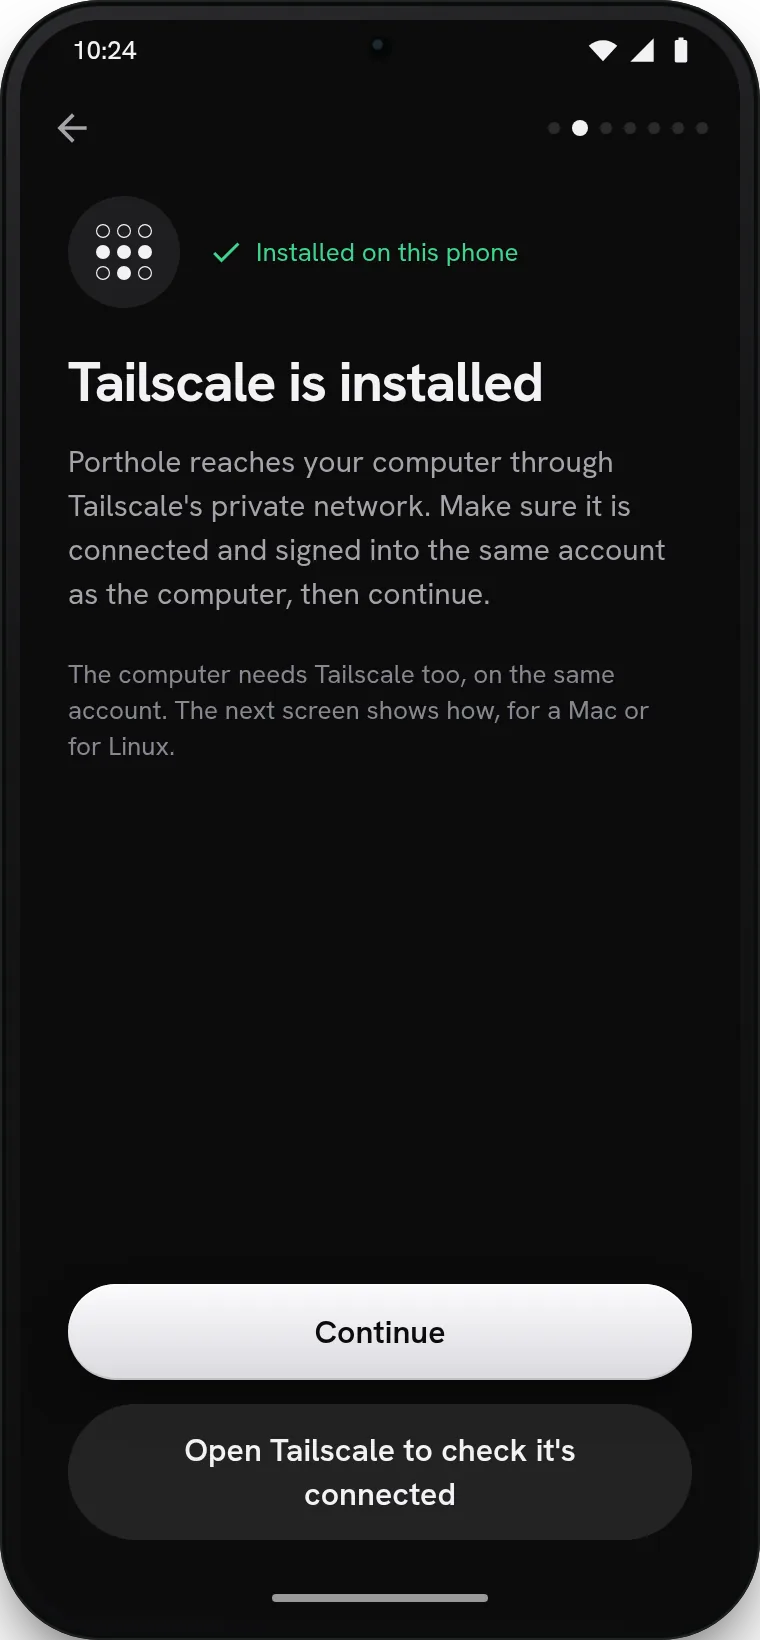 10:24
Installed on this phone
Tailscale is installed
Porthole reaches your computer through
Tailscale's private network. Make sure it is
connected and signed into the same account
as the computer, then continue.
The computer needs Tailscale too, on the same
account. The next screen shows how, for a Mac or
for Linux.
Continue
Open Tailscale to check it's
connected